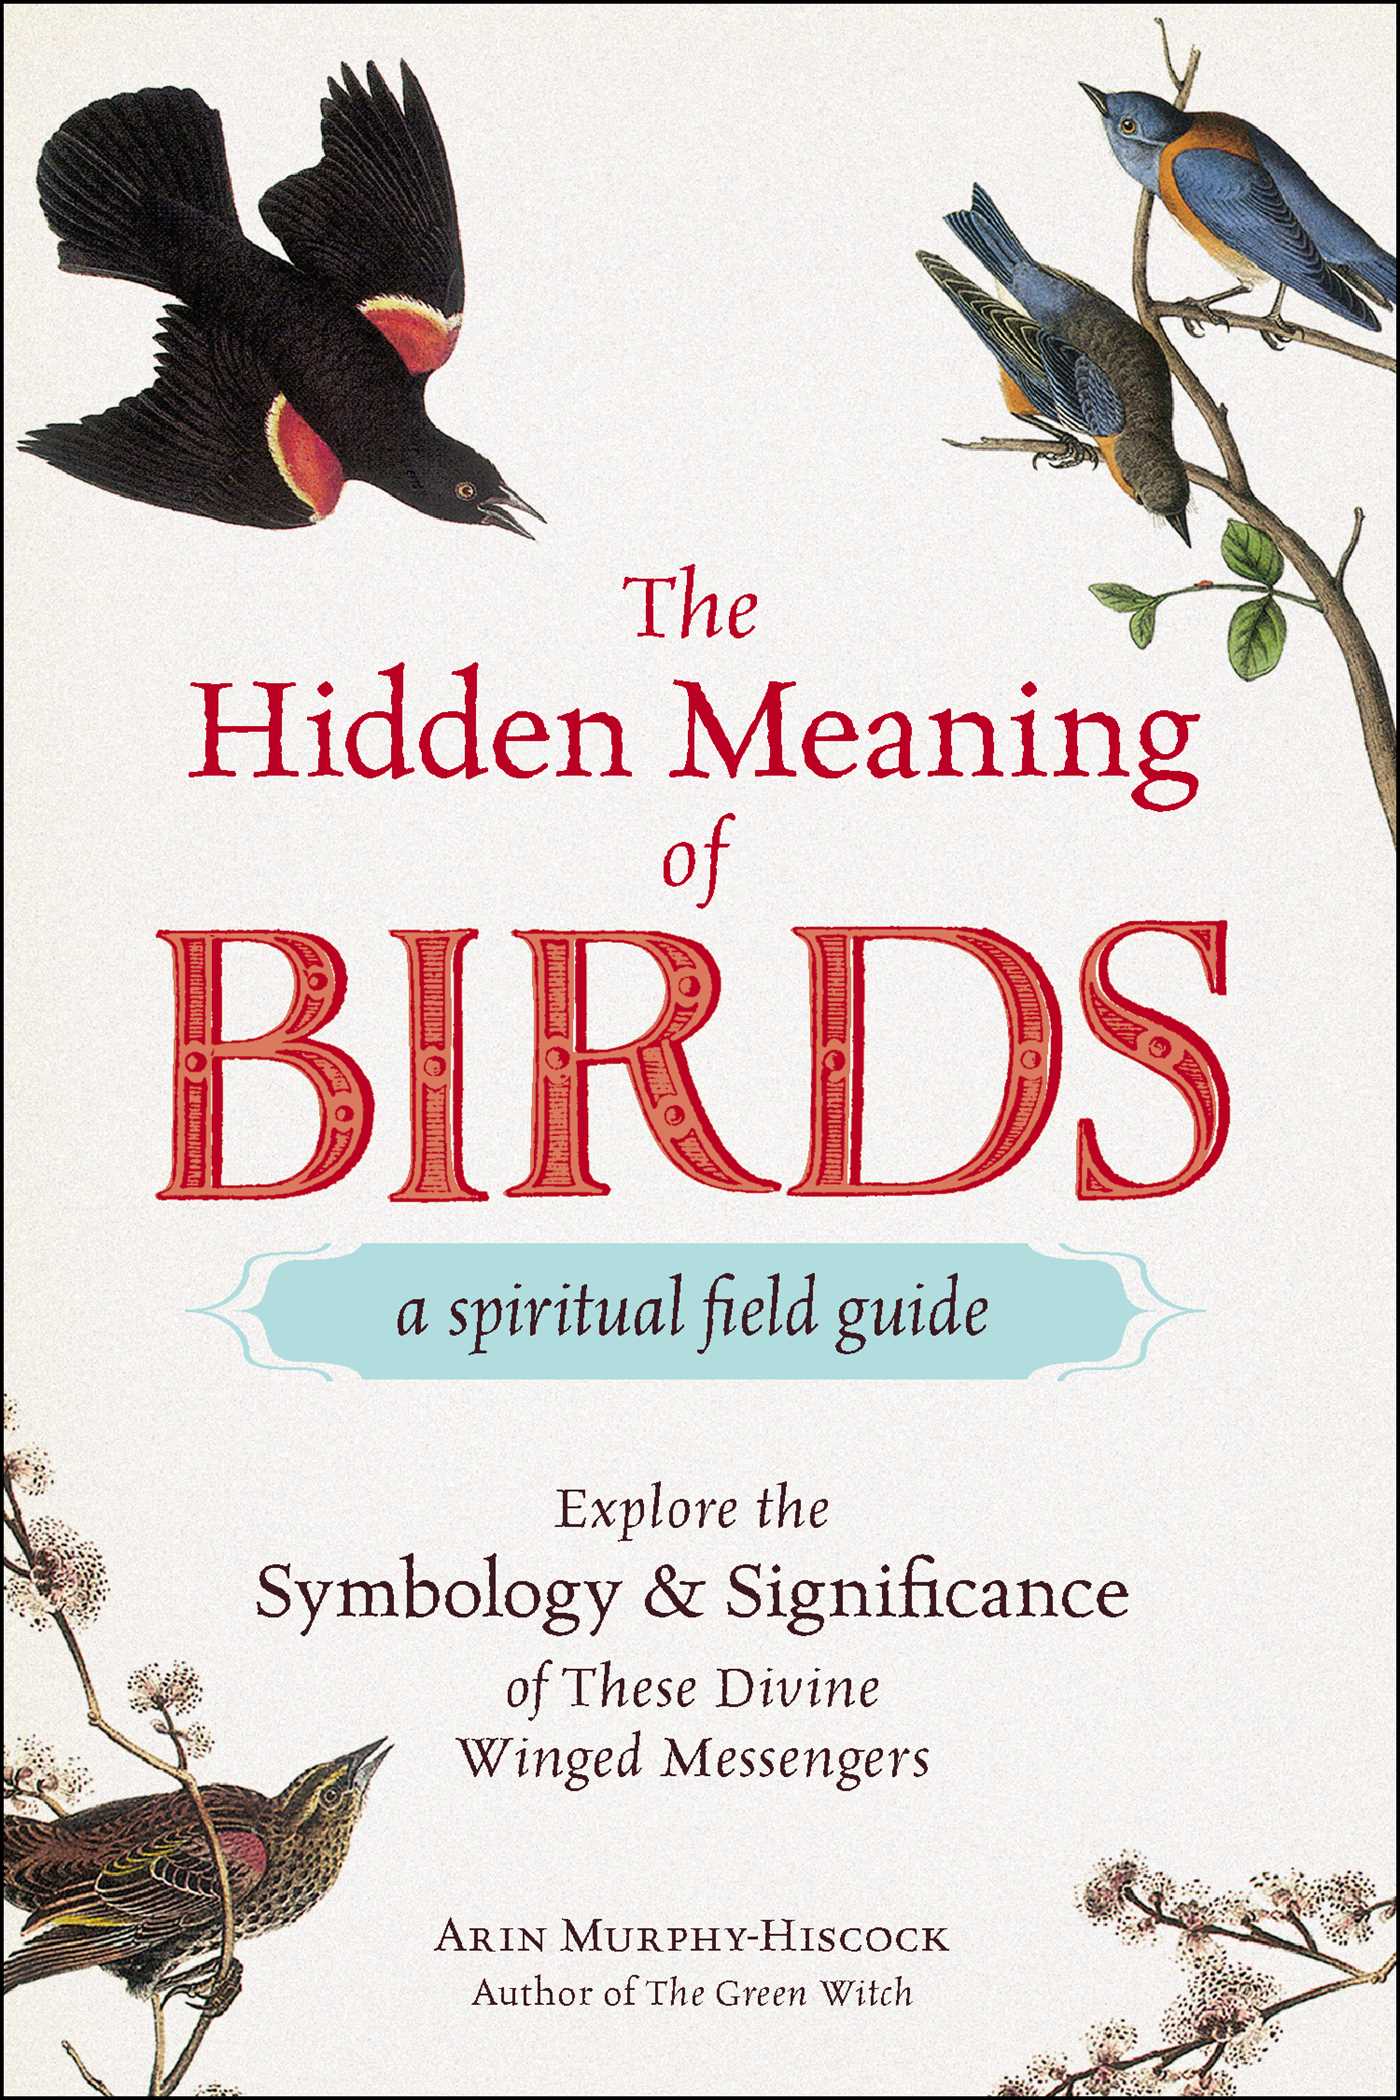 The
Hidden Meaning
of
BIRDS
a spiritual field guide
Explore the
Symbology & Significance
of These Divine
Winged Messengers
Arin Murphy-Hiscock
Author of The Green Witch